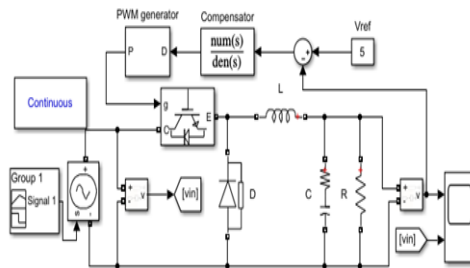 PWM generator
Compensator
Vref
P
D
num(s)
den(s)
+
-
5
L
Continuous
g
C
E
Group 1
Signal 1
+
S
-
+
-
v
[vin]
D
C
R
+
-
v
[vin]